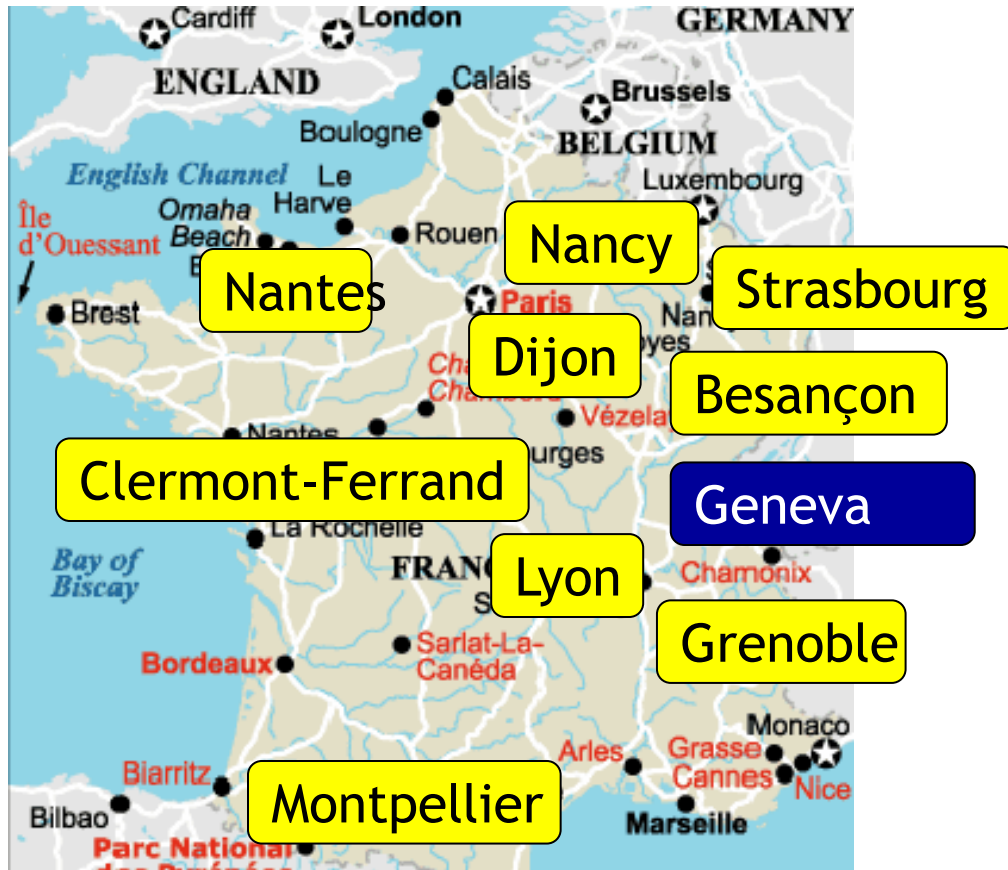 Cardiff
London
GERMANY
ENGLAND
Calais
Brussels
Boulogne
BELGIUM
English Channel
Le
Harve
Luxembourg
Omaha
Beach
Île
d'Ouessant
Rouen
Nancy
Nantes
Strasbourg
Paris
Brest
Dijon
Besançon
Vézelay
Nantes
Clermont-Ferrand
Geneva
La Rochelle
Bay of
Biscay
Lyon
Chamonix
Grenoble
Sarlat-La-
Canéda
Bordeaux
Monaco
Arles
Grasse
Cannes
Nice
Biarritz
Montpellier
Bilbao
Marseille
Parc National